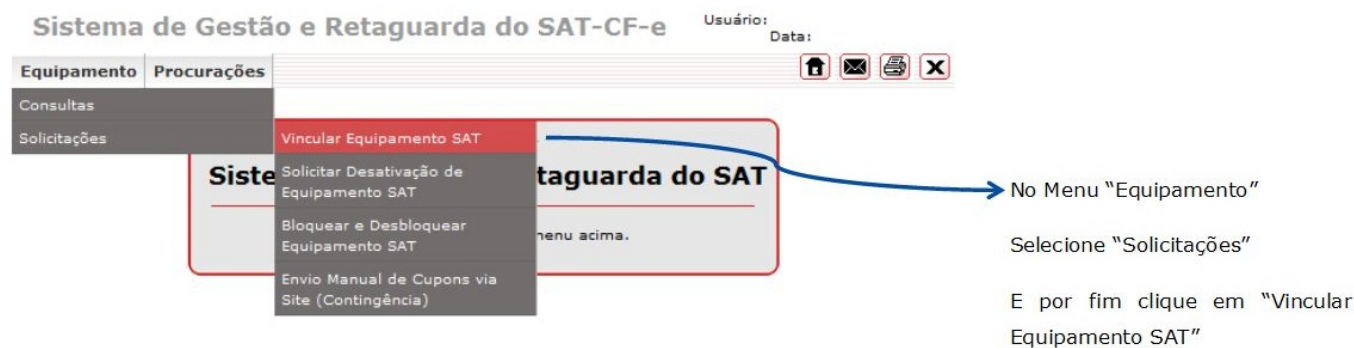 Sistema de Gestão e Retaguarda do SAT-CF-e
Usuário:
Data:
Equipamento Procurações
Consultas
Solicitações
Vincular Equipamento SAT
Solicitar Desativação de
Equipamento SAT
Bloquear e Desbloquear
Equipamento SAT
Envio Manual de Cupons via
Site (Contingência)
Siste taguarda do SAT
enu acima.
No Menu “Equipamento”
Selecione “Solicitações”
E por fim clique em “Vincular
Equipamento SAT”